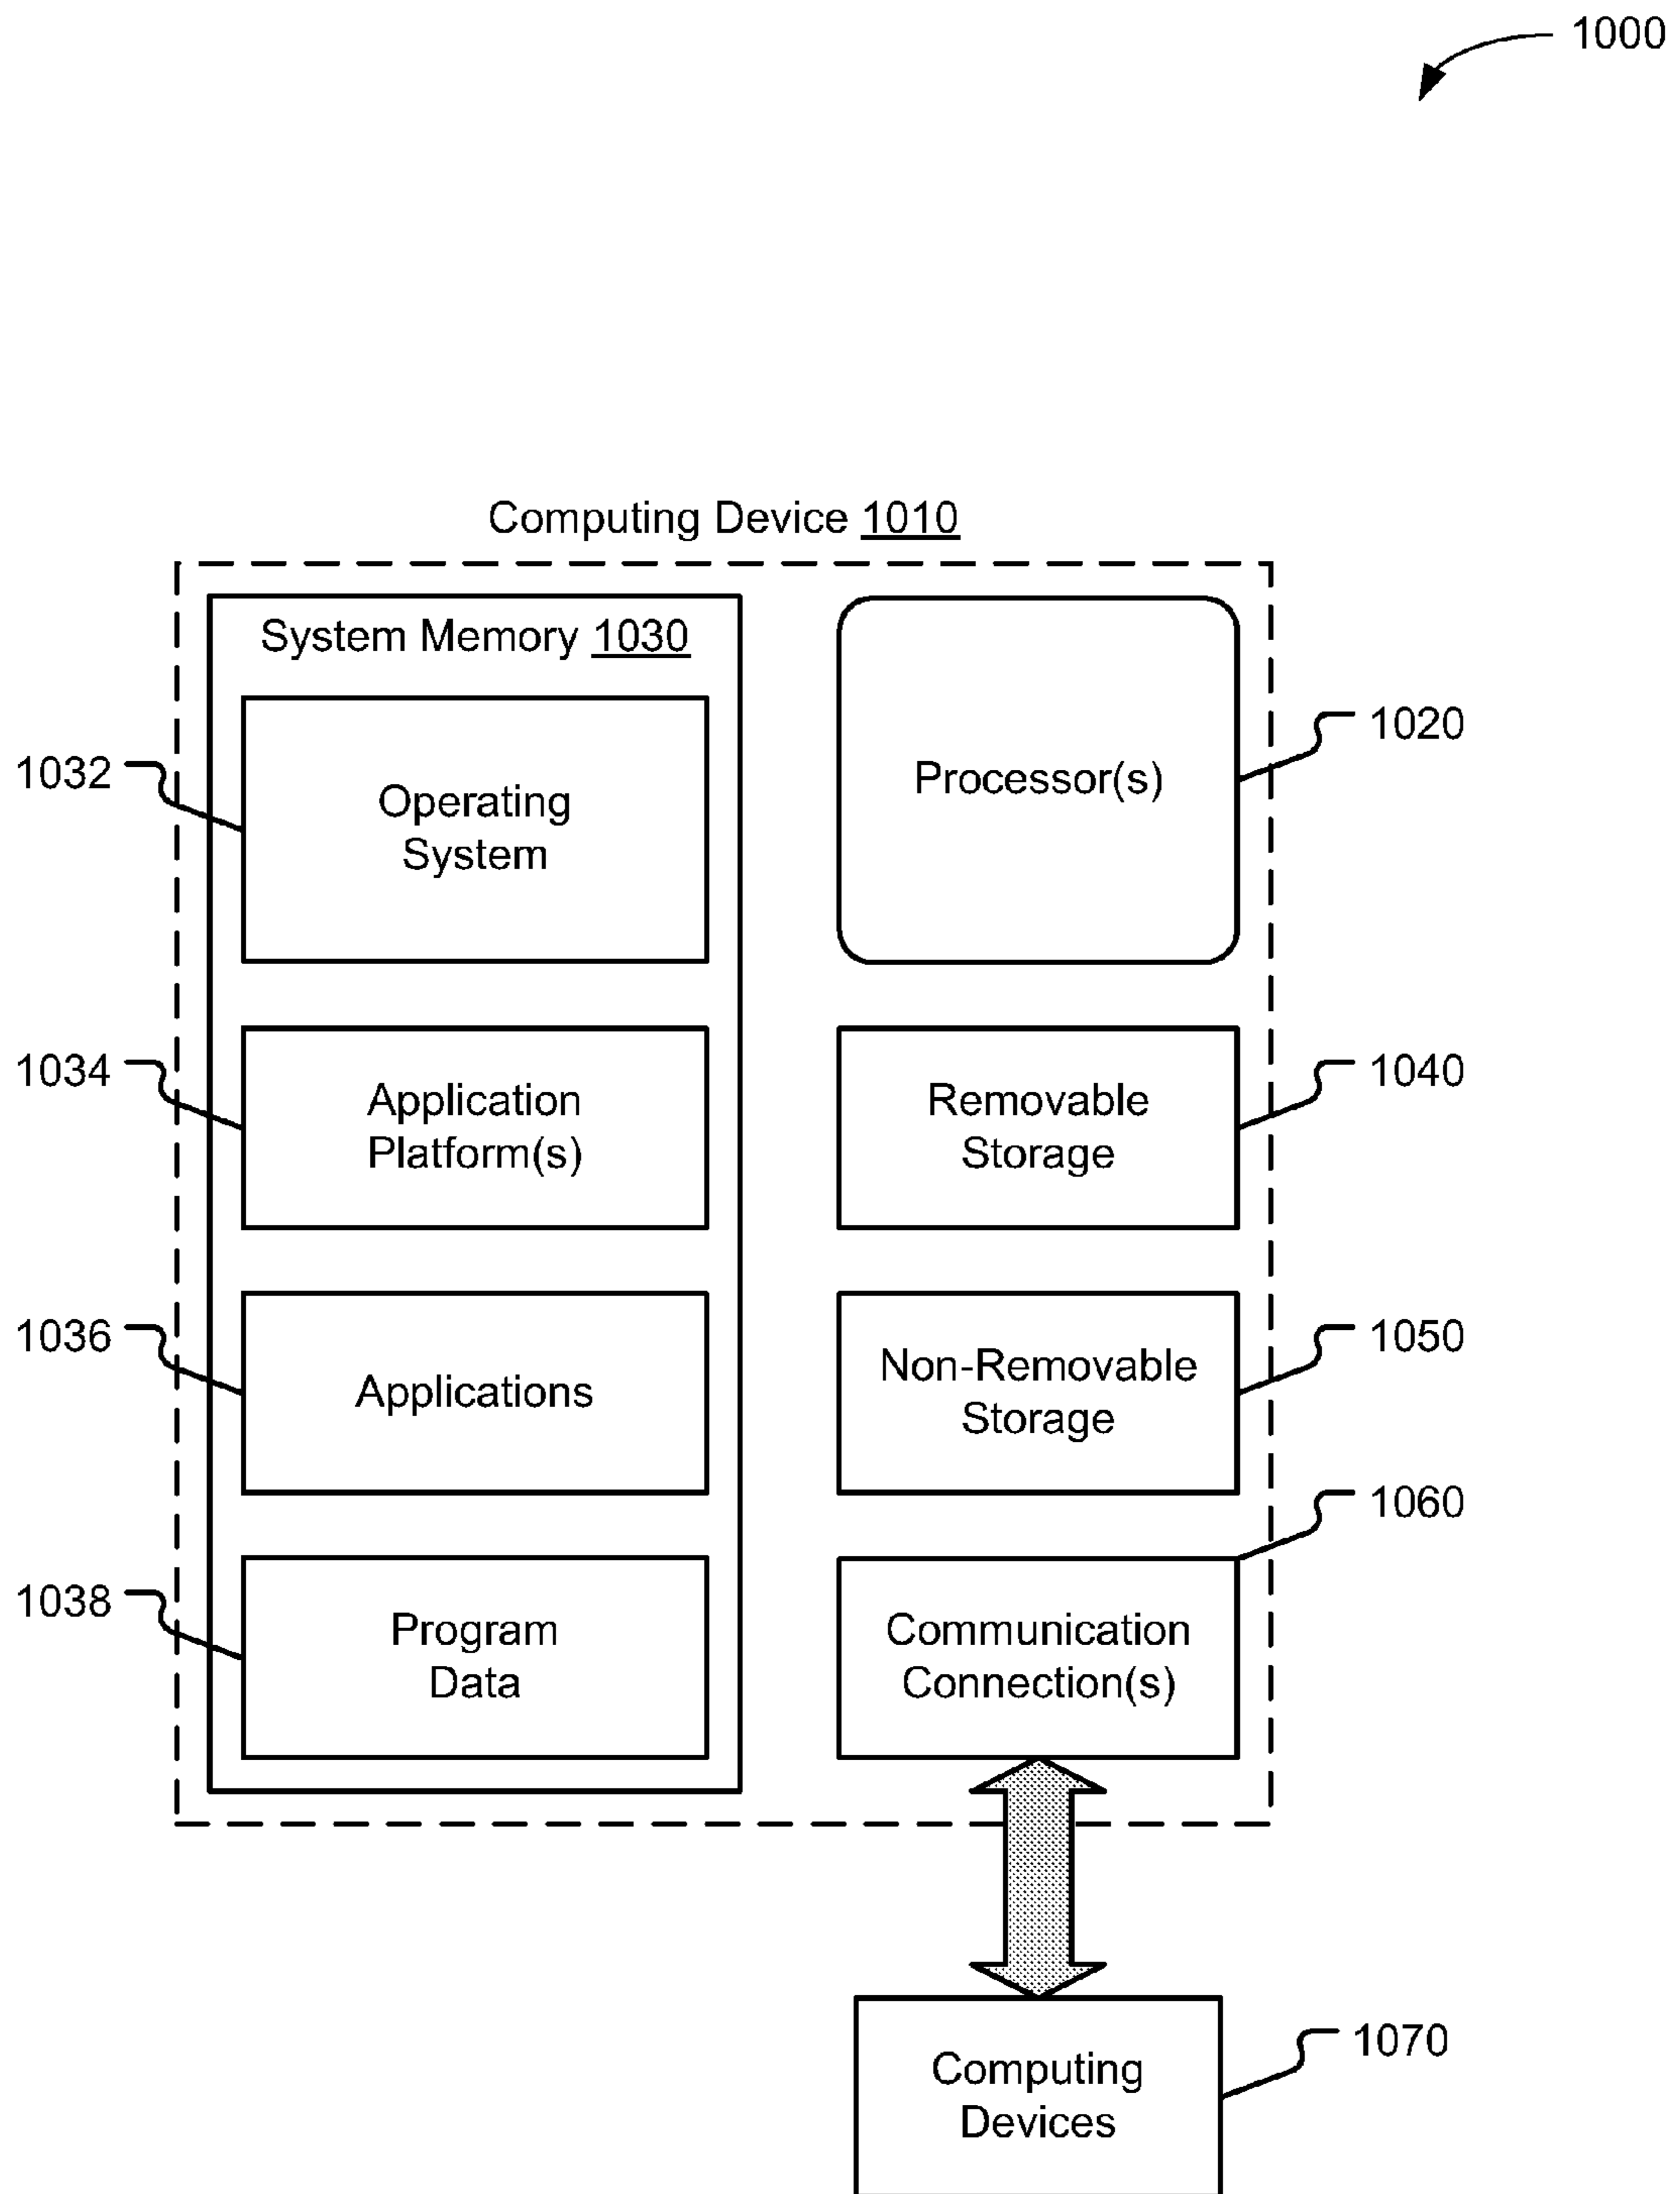 1000
Computing Device 1010
System Memory 1030
1032
Operating
System
Processor(s)
1020
1034
Application
Platform(s)
Removable
Storage
1040
1036
Applications
Non-Removable
Storage
1050
1038
Program
Data
Communication
Connection(s)
1060
Computing
Devices
1070